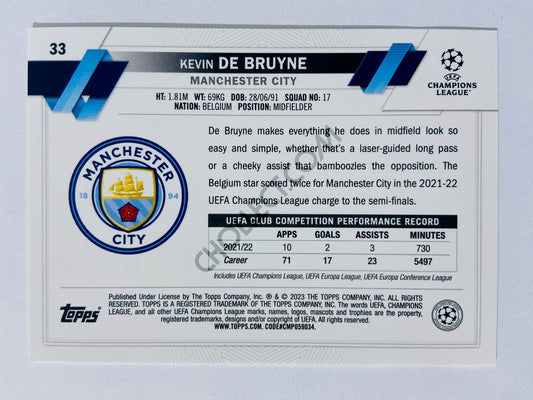 33
KEVIN DE BRUYNE
MANCHESTER CITY
UEFA
CHAMPIONS
LEAGUE®
HT: 1.81M WT: 69KG DOB: 28/06/91 SQUAD NO: 17
NATION: BELGIUM POSITION: MIDFIELDER
De Bruyne makes everything he does in midfield look so
easy and simple, whether that's a laser-guided long pass
or a cheeky assist that bamboozles the opposition. The
Belgium star scored twice for Manchester City in the 2021-22
UEFA Champions League charge to the semi-finals.
MANCHESTER
18 94
CITY
UEFA CLUB COMPETITION PERFORMANCE RECORD
APPS GOALS ASSISTS MINUTES
2021/22 10 2 3 730
Career 71 17 23 5497
Includes UEFA Champions League, UEFA Europa League, UEFA Europa Conference League
CHOLLECT.COM
Topps
Published Under License by The Topps Company, Inc. ® & © 2023 THE TOPPS COMPANY, INC. ALL RIGHTS
RESERVED. TOPPS IS A REGISTERED TRADEMARK OF THE TOPPS COMPANY, INC. The words UEFA, CHAMPIONS
LEAGUE, and all other UEFA Champions League marks, names, logos, mascots and trophies are the property,
registered trademarks, designs and/or copyright of UEFA. All rights reserved.
WWW.TOPPS.COM. CODE#CMP059034.